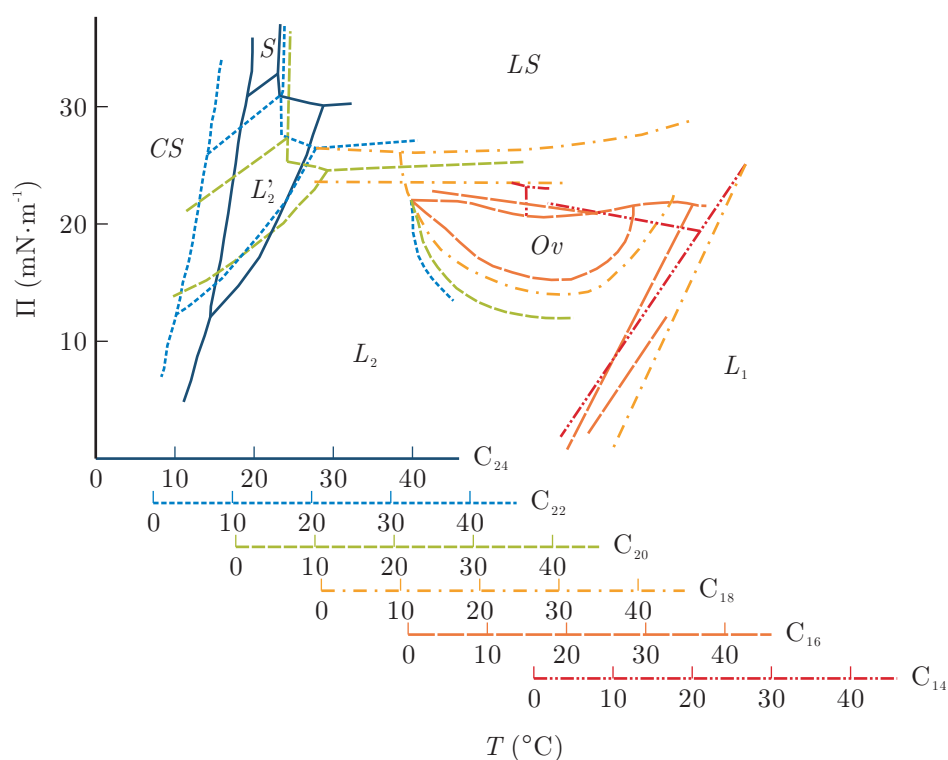 S
LS
30
CS
L₂′
20
Ov
Π (mN·m⁻¹)
10
L₂
L₁
C₂₄
0 10 20 30 40
C₂₂
0 10 20 30 40
C₂₀
0 10 20 30 40
C₁₈
0 10 20 30 40
C₁₆
0 10 20 30 40
C₁₄
0 10 20 30 40
T (°C)